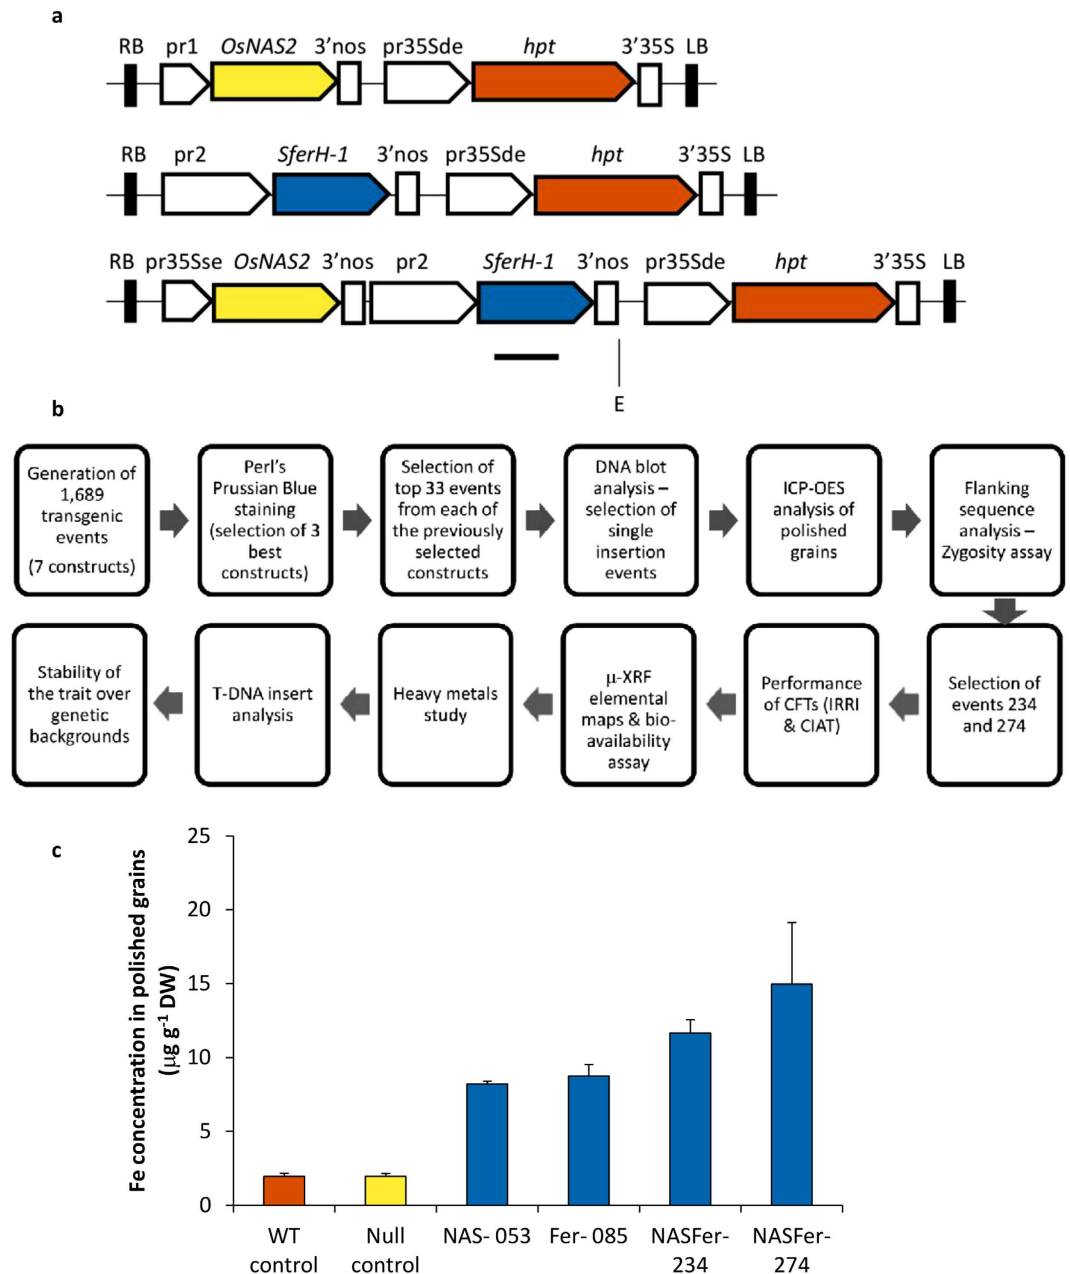 a
RB pr1 OsNAS2 3'nos pr35Sde hpt 3'35S LB
RB pr2 SferH-1 3'nos pr35Sde hpt 3'35S LB
RB pr35Sse OsNAS2 3'nos pr2 SferH-1 3'nos pr35Sde hpt 3'35S LB
E
b
Generation of
1,689
transgenic
events
(7 constructs)
Perl's
Prussian Blue
staining
(selection of 3
best
constructs)
Selection of
top 33 events
from each of
the previously
selected
constructs
DNA blot
analysis –
selection of
single
insertion
events
ICP-OES
analysis of
polished
grains
Flanking
sequence
analysis –
Zygosity assay
Selection of
events 234
and 274
Performance
of CFTs (IRRI
& CIAT)
µ-XRF
elemental
maps & bio-
availability
assay
Heavy metals
study
T-DNA insert
analysis
Stability of
the trait over
genetic
backgrounds
c
Fe concentration in polished grains
(µg g⁻¹ DW)
25
20
15
10
5
0
WT
control
Null
control
NAS- 053
Fer- 085
NASFer-
234
NASFer-
274